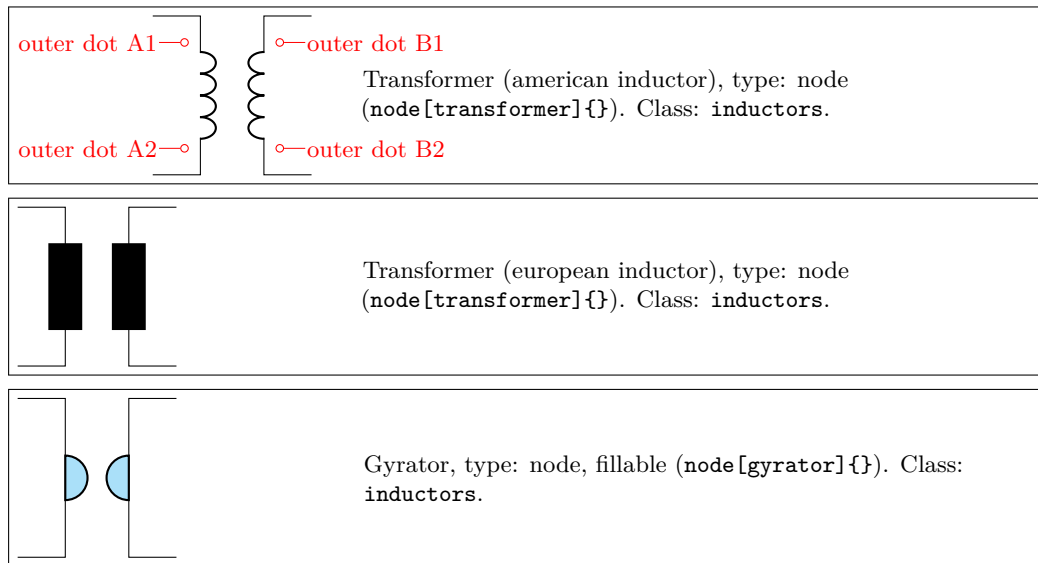 outer dot A1
outer dot B1
Transformer (american inductor), type: node
(node[transformer]{}). Class: inductors.
outer dot A2
outer dot B2
Transformer (european inductor), type: node
(node[transformer]{}). Class: inductors.
Gyrator, type: node, fillable (node[gyrator]{}). Class:
inductors.